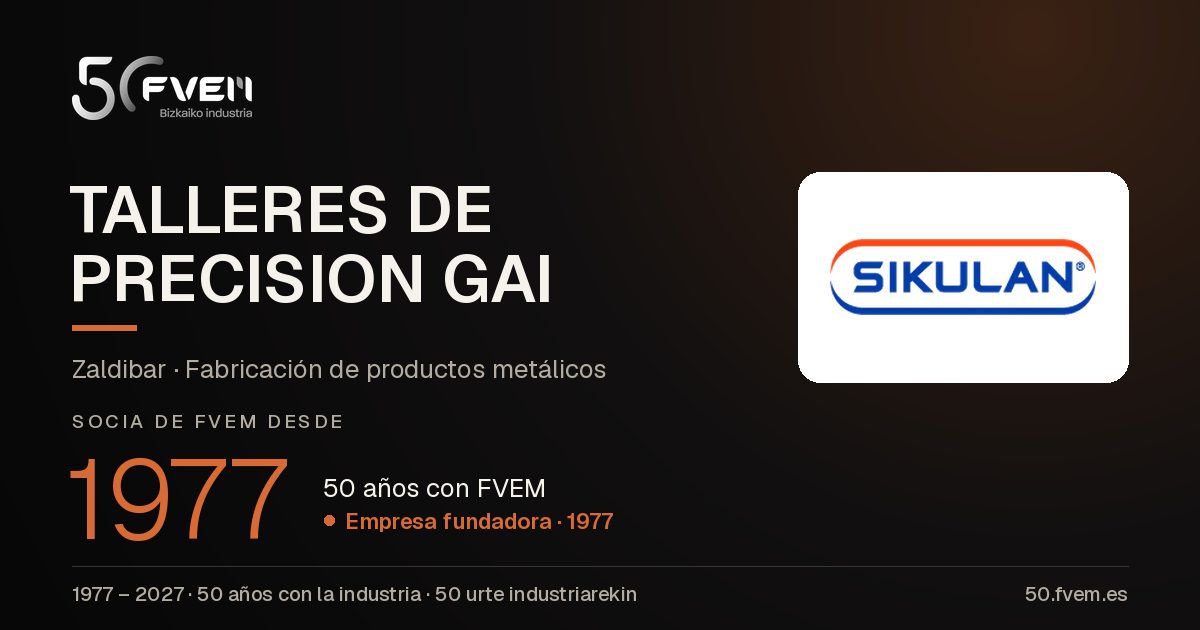 50 FVEM
Bizkaiko industria
TALLERES DE
PRECISION GAI
SIKULAN®
Zaldibar · Fabricación de productos metálicos
SOCIA DE FVEM DESDE
1977
50 años con FVEM
Empresa fundadora · 1977
1977 – 2027 · 50 años con la industria · 50 urte industriarekin
50.fvem.es